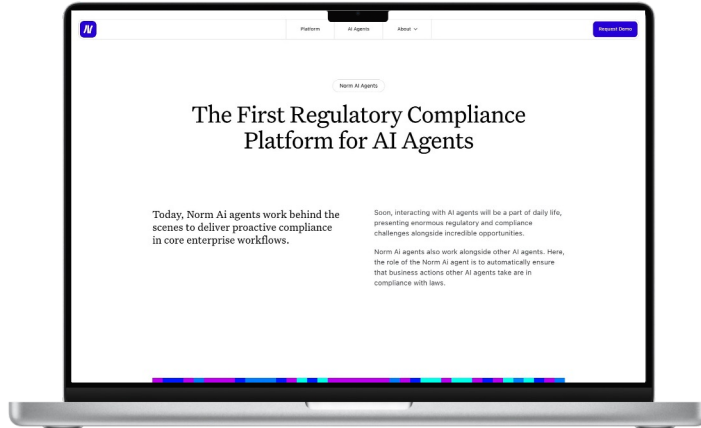 N
Platform
AI Agents
About
Request Demo
Norm AI Agents
The First Regulatory Compliance
Platform for AI Agents
Today, Norm Ai agents work behind the
scenes to deliver proactive compliance
in core enterprise workflows.
Soon, interacting with AI agents will be a part of daily life,
presenting enormous regulatory and compliance
challenges alongside incredible opportunities.
Norm Ai agents also work alongside other AI agents. Here,
the role of the Norm Ai agent is to automatically ensure
that business actions other AI agents take are in
compliance with laws.